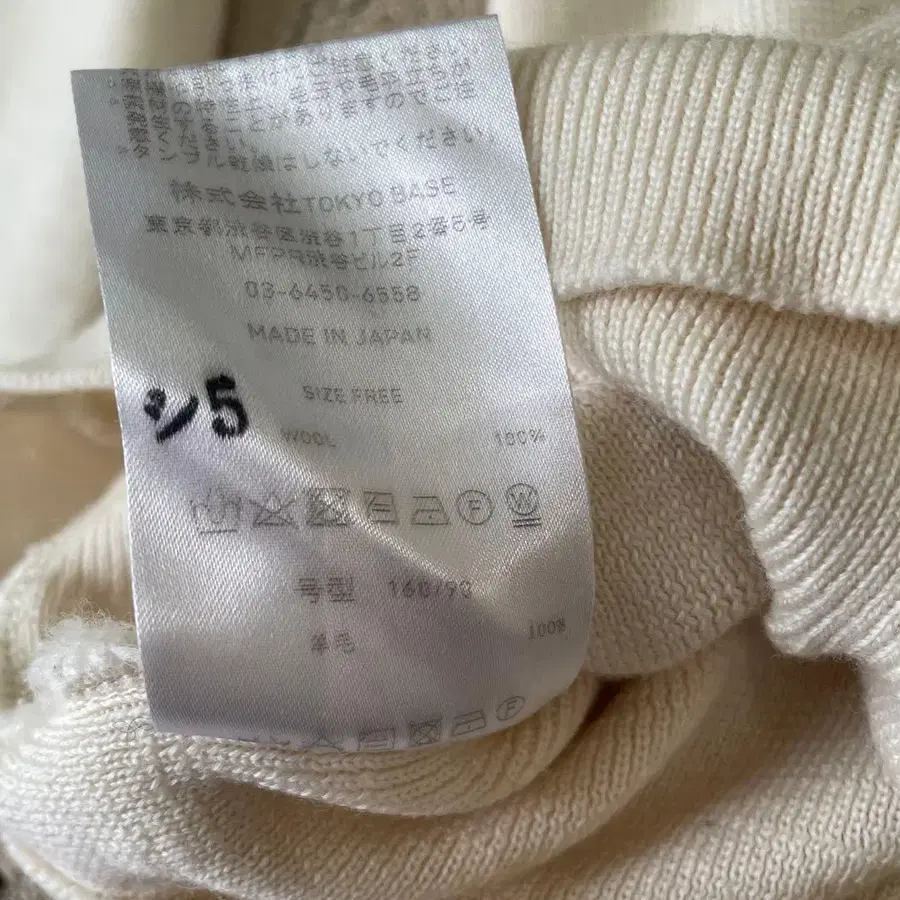 タンブル乾燥はしないでください。
株式会社TOKYO BASE
東京都渋谷区渋谷1丁目2番5号
MFPR渋谷ビル2F
03-6450-6558
MADE IN JAPAN
SIZE FREE
シ5
WOOL 100%
F W
号型 160/90
羊毛 100%
F